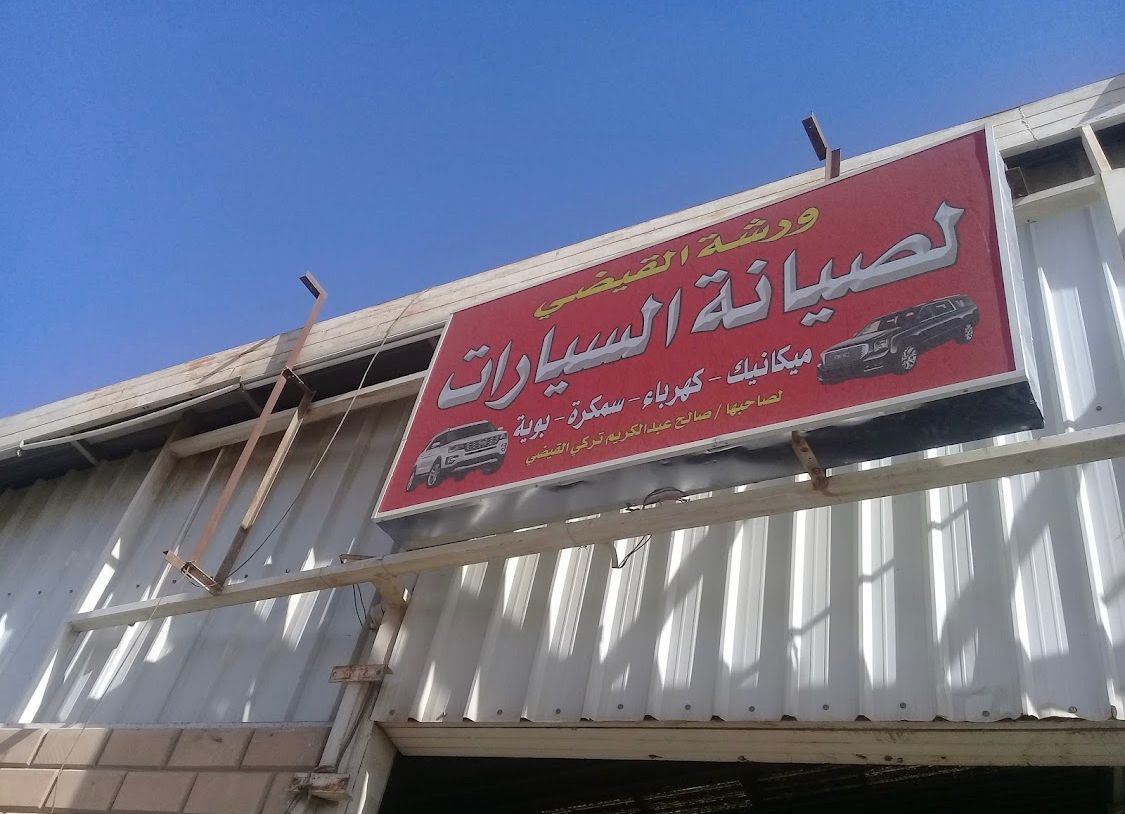 ورشة القيضي
لصيانة السيارات
ميكانيك - كهرباء - سمكرة - بوية
لصاحبها / صالح عبدالكريم تركي القيضي